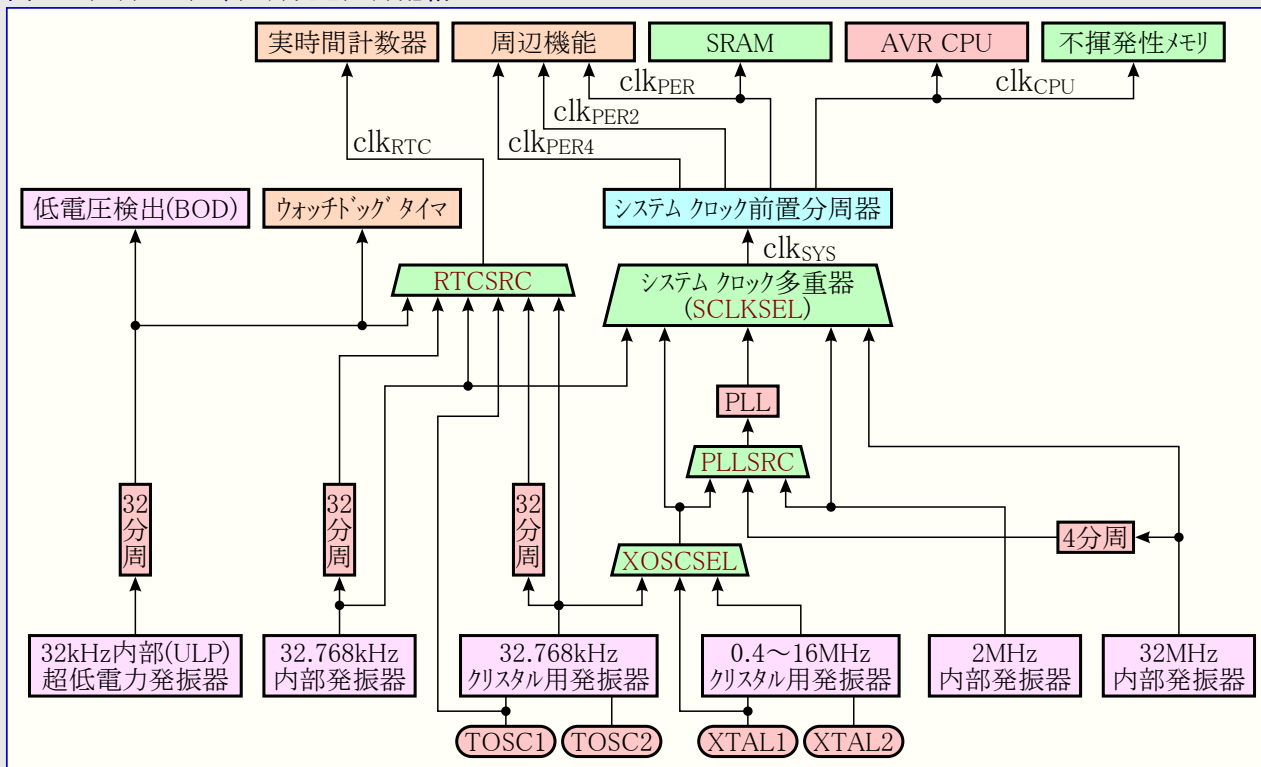 実時間計数器
周辺機能
SRAM
AVR CPU
不揮発性メモリ
clkPER
clkCPU
clkPER2
clkRTC
clkPER4
低電圧検出(BOD)
ウォッチドッグ タイマ
システム クロック前置分周器
clkSYS
RTCSRC
システム クロック多重器
(SCLKSEL)
PLL
PLLSRC
32分周
32分周
32分周
4分周
XOSCSEL
32kHz内部(ULP)
超低電力発振器
32.768kHz
内部発振器
32.768kHz
クリスタル用発振器
0.4～16MHz
クリスタル用発振器
2MHz
内部発振器
32MHz
内部発振器
TOSC1
TOSC2
XTAL1
XTAL2